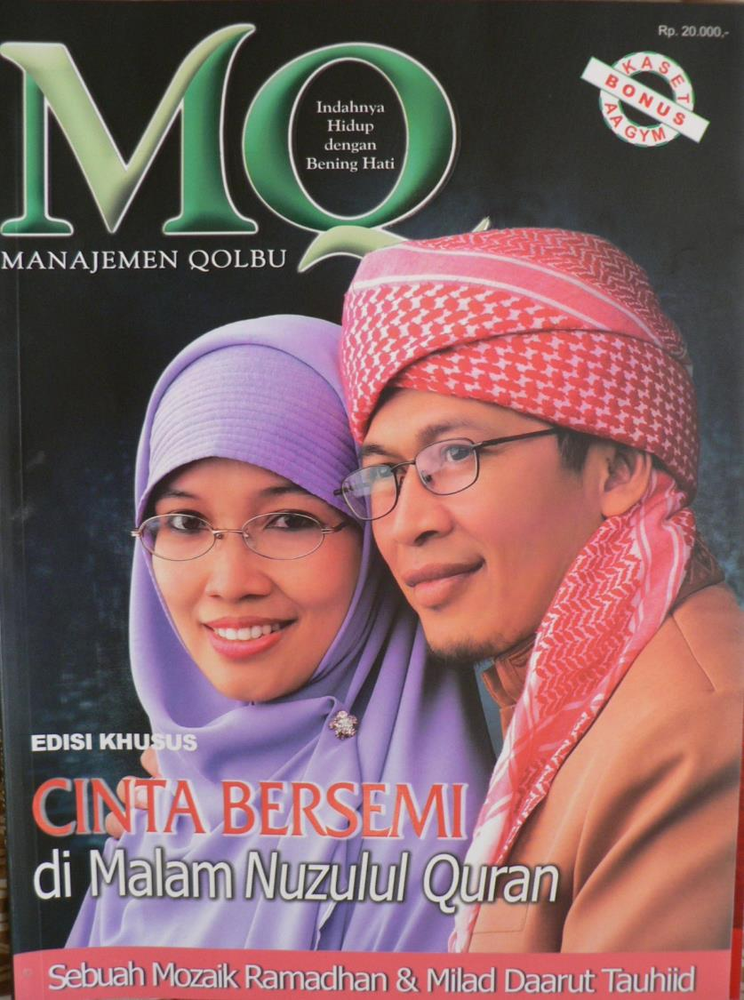 Rp. 20.000,-
MQ
Indahnya
Hidup
dengan
Bening Hati
KASET
BONUS
AAGYM
MANAJEMEN QOLBU
EDISI KHUSUS
CINTA BERSEMI
di Malam Nuzulul Quran
Sebuah Mozaik Ramadhan & Milad Daarut Tauhiid